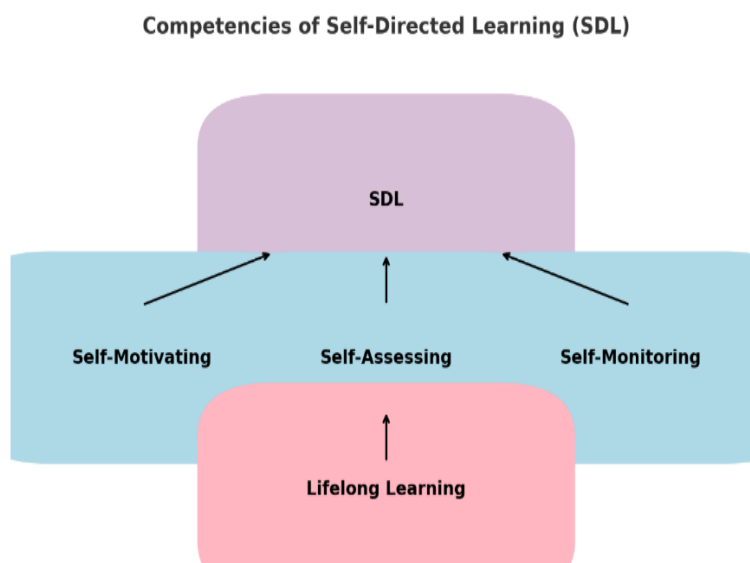 Competencies of Self-Directed Learning (SDL)
SDL
Self-Motivating
Self-Assessing
Self-Monitoring
Lifelong Learning